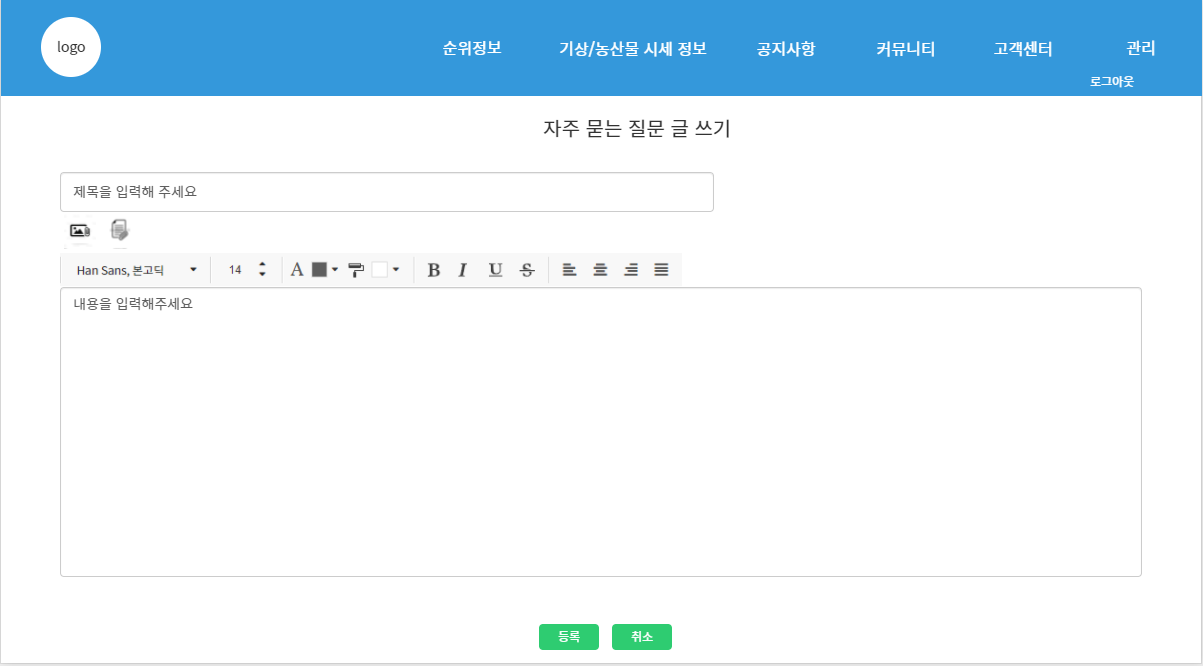 logo
순위정보 기상/농산물 시세 정보 공지사항 커뮤니티 고객센터 관리
로그아웃
자주 묻는 질문 글 쓰기
제목을 입력해 주세요
Han Sans, 본고딕 14 A B I U S
내용을 입력해주세요
등록 취소